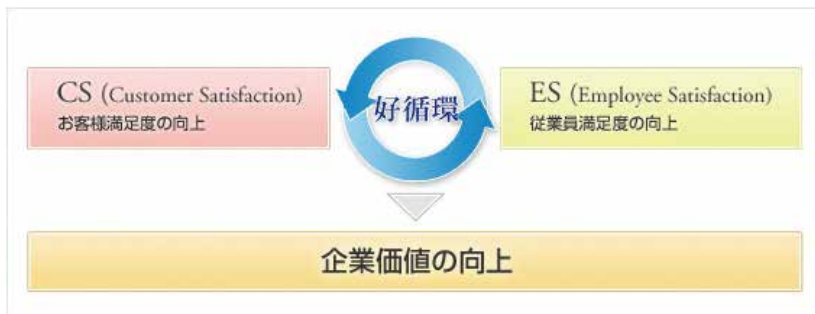 CS (Customer Satisfaction)
お客様満足度の向上
好循環
ES (Employee Satisfaction)
従業員満足度の向上
企業価値の向上